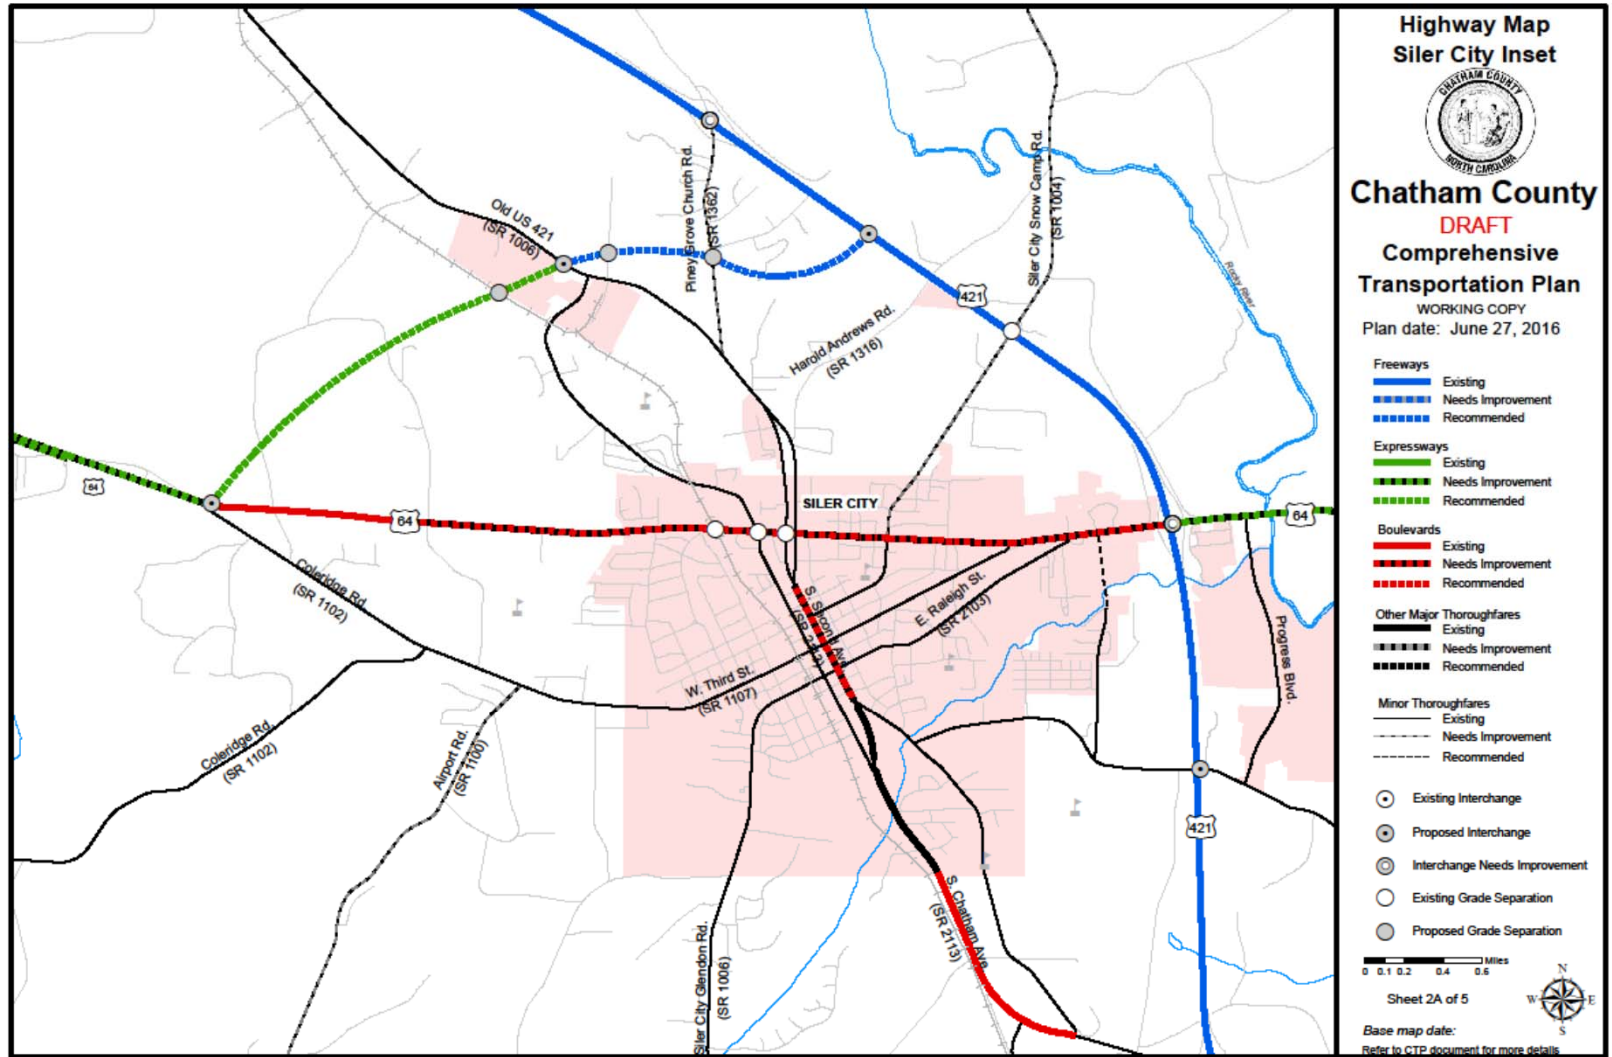 Highway Map
Siler City Inset
CHATHAM COUNTY
NORTH CAROLINA
Chatham County
DRAFT
Comprehensive
Transportation Plan
WORKING COPY
Plan date: June 27, 2016
Freeways
Existing
Needs Improvement
Recommended
Expressways
Existing
Needs Improvement
Recommended
Boulevards
Existing
Needs Improvement
Recommended
Other Major Thoroughfares
Existing
Needs Improvement
Recommended
Minor Thoroughfares
Existing
Needs Improvement
Recommended
Existing Interchange
Proposed Interchange
Interchange Needs Improvement
Existing Grade Separation
Proposed Grade Separation
Miles
0 0.1 0.2 0.4 0.6
Sheet 2A of 5
N
W E
S
Base map date:
Refer to CTP document for more details
Old US 421
(SR 1006)
Piney Grove Church Rd.
(SR 1362)
Siler City Snow Camp Rd.
(SR 1004)
Rocky River
421
Harold Andrews Rd.
(SR 1316)
64
64
SILER CITY
64
Coleridge Rd.
(SR 1102)
S. Second Ave.
E. Raleigh St.
(SR 2103)
W. Third St.
(SR 1107)
Progress Blvd.
Coleridge Rd.
(SR 1102)
Airport Rd.
(SR 1100)
421
S. Chatham Ave.
(SR 2113)
Siler City Glendon Rd.
(SR 1006)